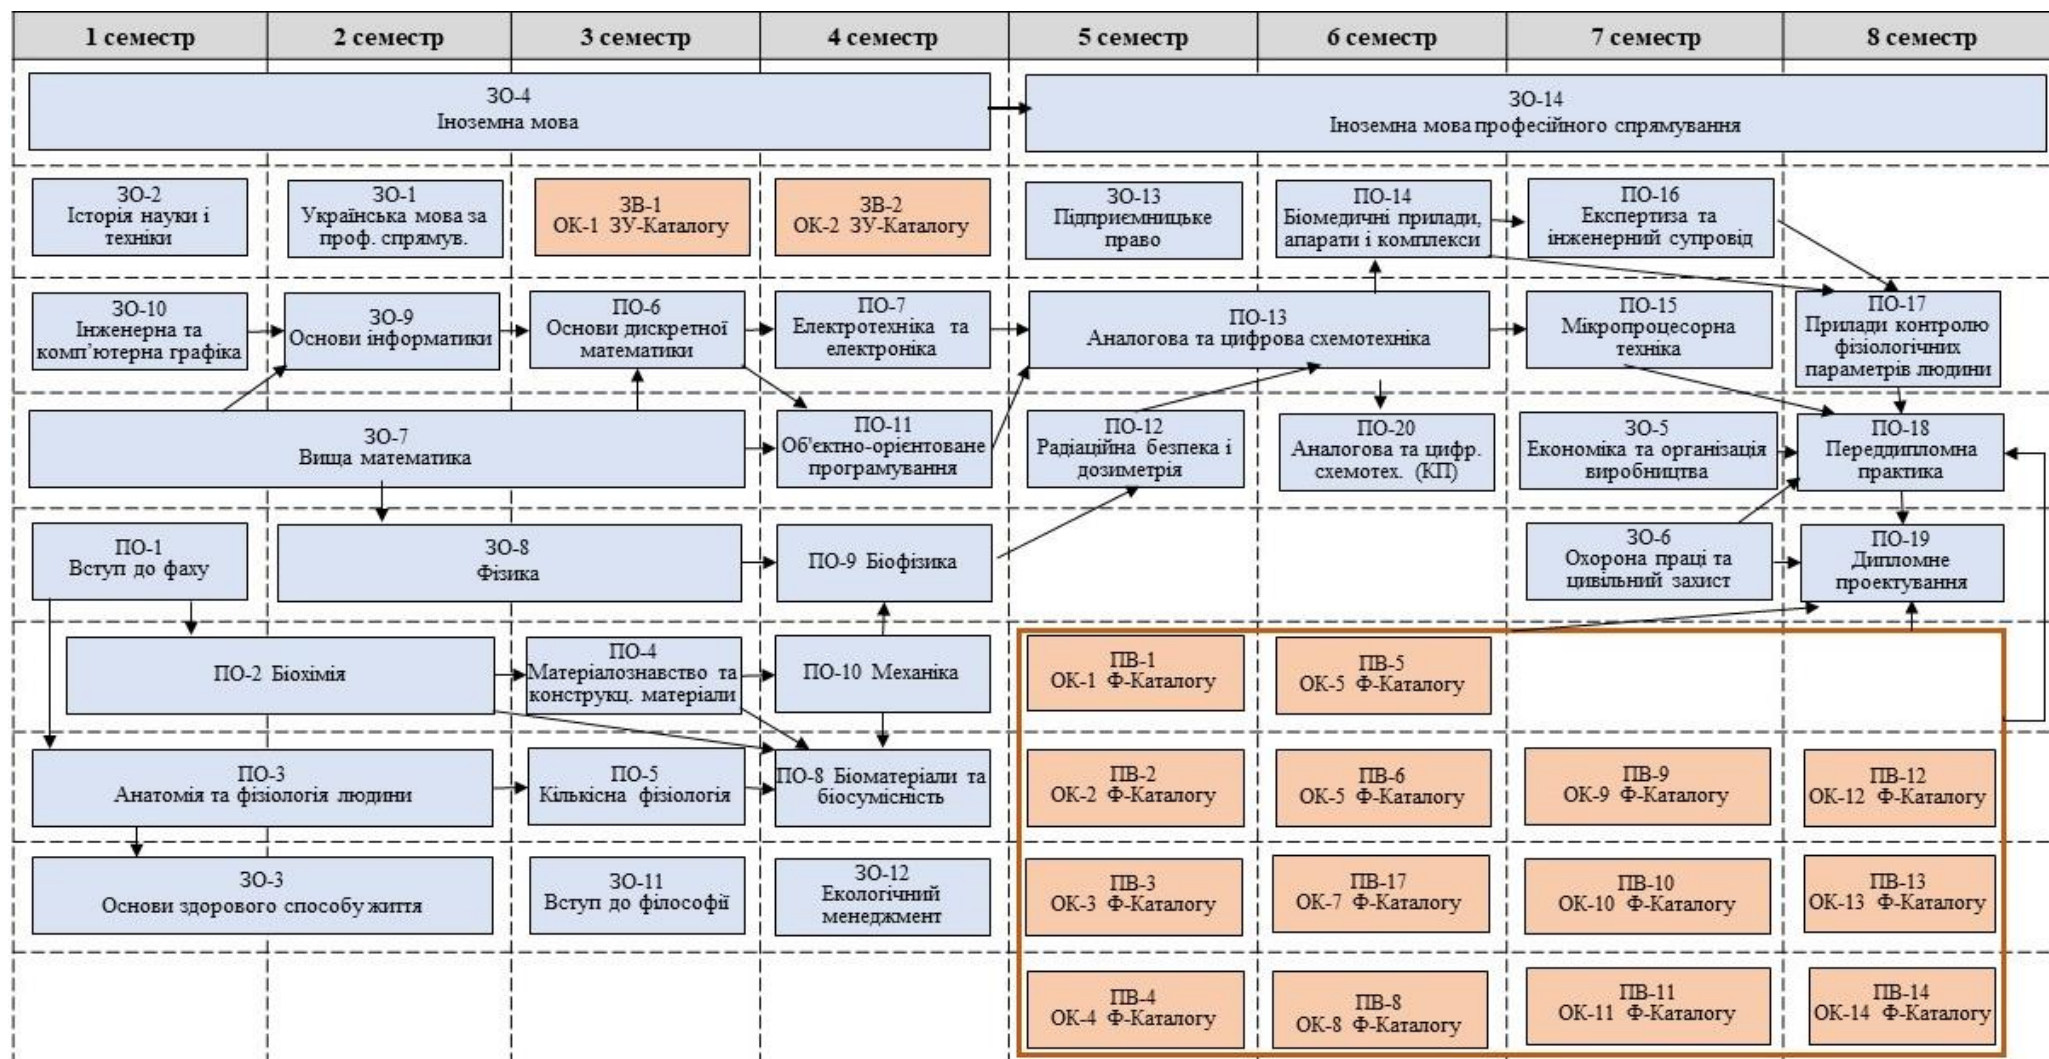 1 семестр
2 семестр
3 семестр
4 семестр
5 семестр
6 семестр
7 семестр
8 семестр
ЗО-4
Іноземна мова
ЗО-14
Іноземна мова професійного спрямування
ЗО-2
Історія науки і
техніки
ЗО-1
Українська мова за
проф. спрямув.
ЗВ-1
ОК-1 ЗУ-Каталогу
ЗВ-2
ОК-2 ЗУ-Каталогу
ЗО-13
Підприємницьке
право
ПО-14
Біомедичні прилади,
апарати і комплекси
ПО-16
Експертиза та
інженерний супровід
ЗО-10
Інженерна та
комп’ютерна графіка
ЗО-9
Основи інформатики
ПО-6
Основи дискретної
математики
ПО-7
Електротехніка та
електроніка
ПО-13
Аналогова та цифрова схемотехніка
ПО-15
Мікропроцесорна
техніка
ПО-17
Прилади контролю
фізіологічних
параметрів людини
ЗО-7
Вища математика
ПО-11
Об'єктно-орієнтоване
програмування
ПО-12
Радіаційна безпека і
дозиметрія
ПО-20
Аналогова та цифр.
схемотех. (КП)
ЗО-5
Економіка та організація
виробництва
ПО-18
Переддипломна
практика
ПО-1
Вступ до фаху
ЗО-8
Фізика
ПО-9 Біофізика
ЗО-6
Охорона праці та
цивільний захист
ПО-19
Дипломне
проектування
ПО-2 Біохімія
ПО-4
Матеріалознавство та
конструкц. матеріали
ПО-10 Механіка
ПВ-1
ОК-1 Ф-Каталогу
ПВ-5
ОК-5 Ф-Каталогу
ПО-3
Анатомія та фізіологія людини
ПО-5
Кількісна фізіологія
ПО-8 Біоматеріали та
біосумісність
ПВ-2
ОК-2 Ф-Каталогу
ПВ-6
ОК-5 Ф-Каталогу
ПВ-9
ОК-9 Ф-Каталогу
ПВ-12
ОК-12 Ф-Каталогу
ЗО-3
Основи здорового способу життя
ЗО-11
Вступ до філософії
ЗО-12
Екологічний
менеджмент
ПВ-3
ОК-3 Ф-Каталогу
ПВ-17
ОК-7 Ф-Каталогу
ПВ-10
ОК-10 Ф-Каталогу
ПВ-13
ОК-13 Ф-Каталогу
ПВ-4
ОК-4 Ф-Каталогу
ПВ-8
ОК-8 Ф-Каталогу
ПВ-11
ОК-11 Ф-Каталогу
ПВ-14
ОК-14 Ф-Каталогу